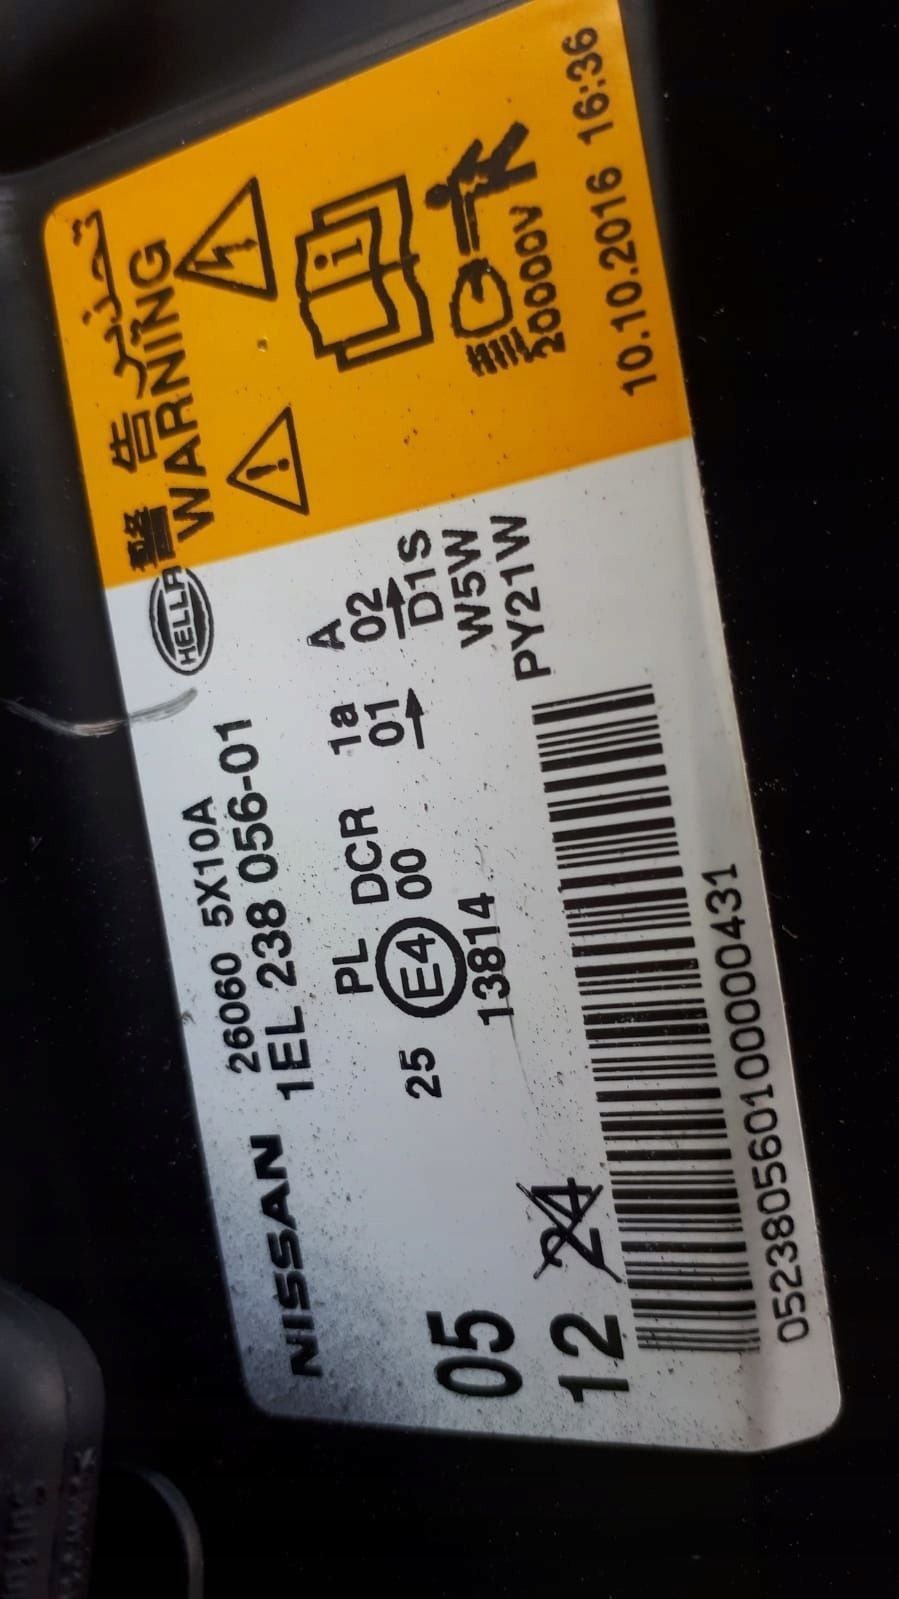 NISSAN
26060 5X10A
1EL 238 056-01
HELLA
警 告
تحذير
WARNING
PL DCR 1a A
25 E4 00 01 02
13814
D1S
W5W
PY21W
05
12 24
05238056010000431
20000V
10.10.2016 16:36